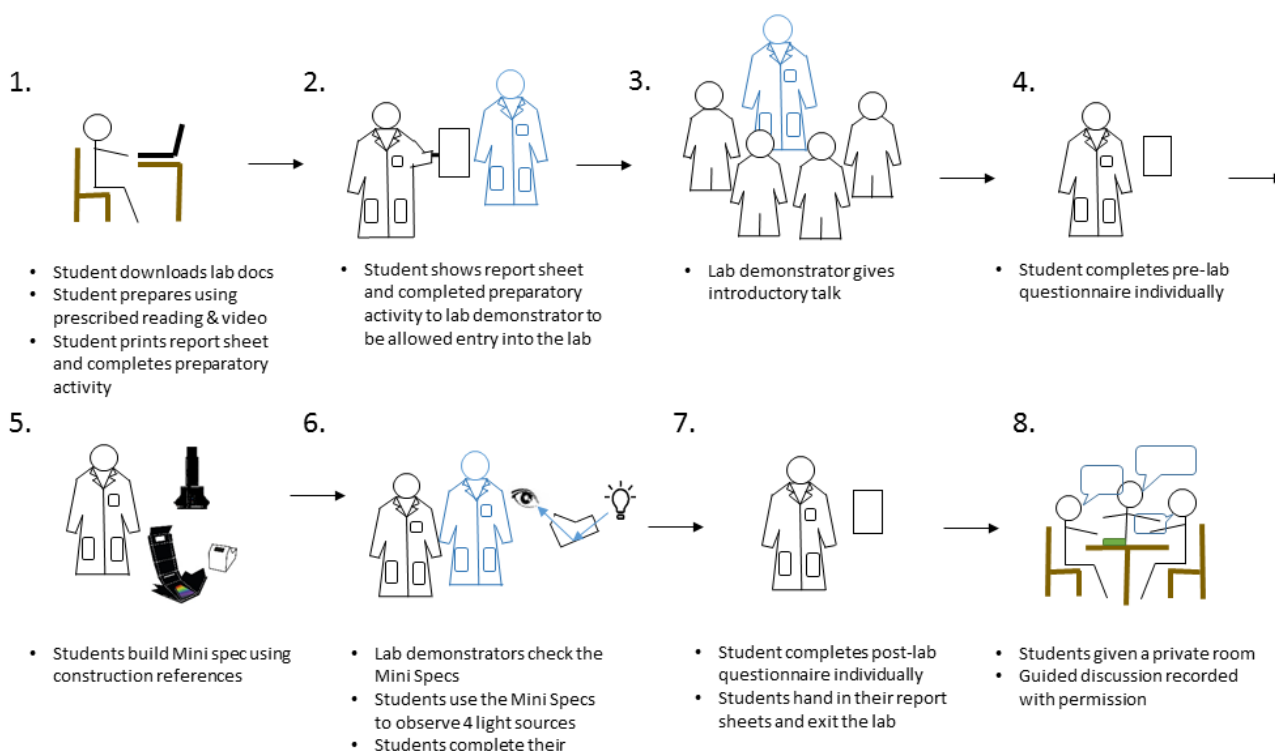 1.
2.
3.
4.
• Student downloads lab docs
• Student prepares using
prescribed reading & video
• Student prints report sheet
and completes preparatory
activity
• Student shows report sheet
and completed preparatory
activity to lab demonstrator to
be allowed entry into the lab
• Lab demonstrator gives
introductory talk
• Student completes pre-lab
questionnaire individually
5.
6.
7.
8.
• Students build Mini spec using
construction references
• Lab demonstrators check the
Mini Specs
• Students use the Mini Specs
to observe 4 light sources
• Students complete their
• Student completes post-lab
questionnaire individually
• Students hand in their report
sheets and exit the lab
• Students given a private room
• Guided discussion recorded
with permission